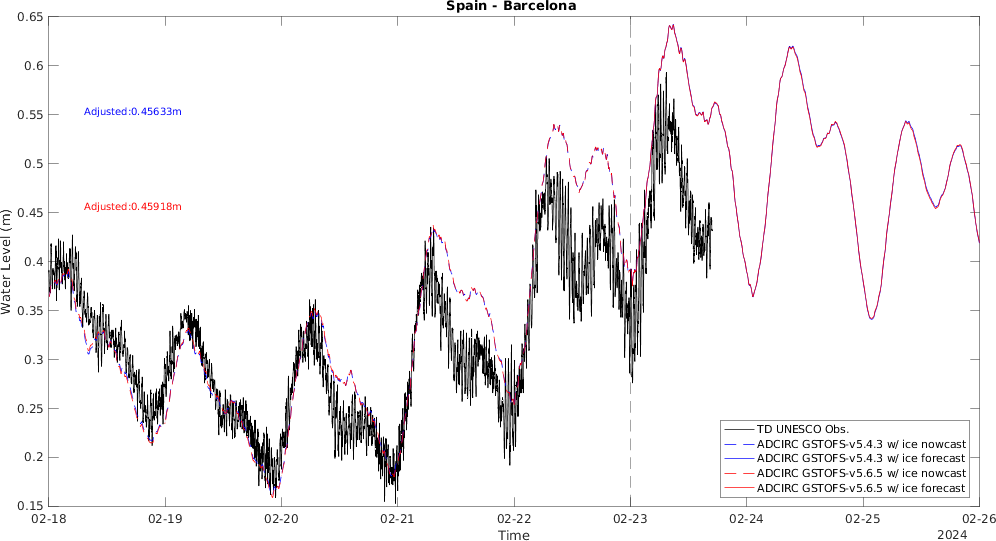 Spain - Barcelona
0.65
0.6
0.55
0.5
0.45
0.4
0.35
0.3
0.25
0.2
0.15
Water Level (m)
Adjusted:0.45633m
Adjusted:0.45918m
TD UNESCO Obs.
ADCIRC GSTOFS-v5.4.3 w/ ice nowcast
ADCIRC GSTOFS-v5.4.3 w/ ice forecast
ADCIRC GSTOFS-v5.6.5 w/ ice nowcast
ADCIRC GSTOFS-v5.6.5 w/ ice forecast
02-18 02-19 02-20 02-21 02-22 02-23 02-24 02-25 02-26
Time
2024